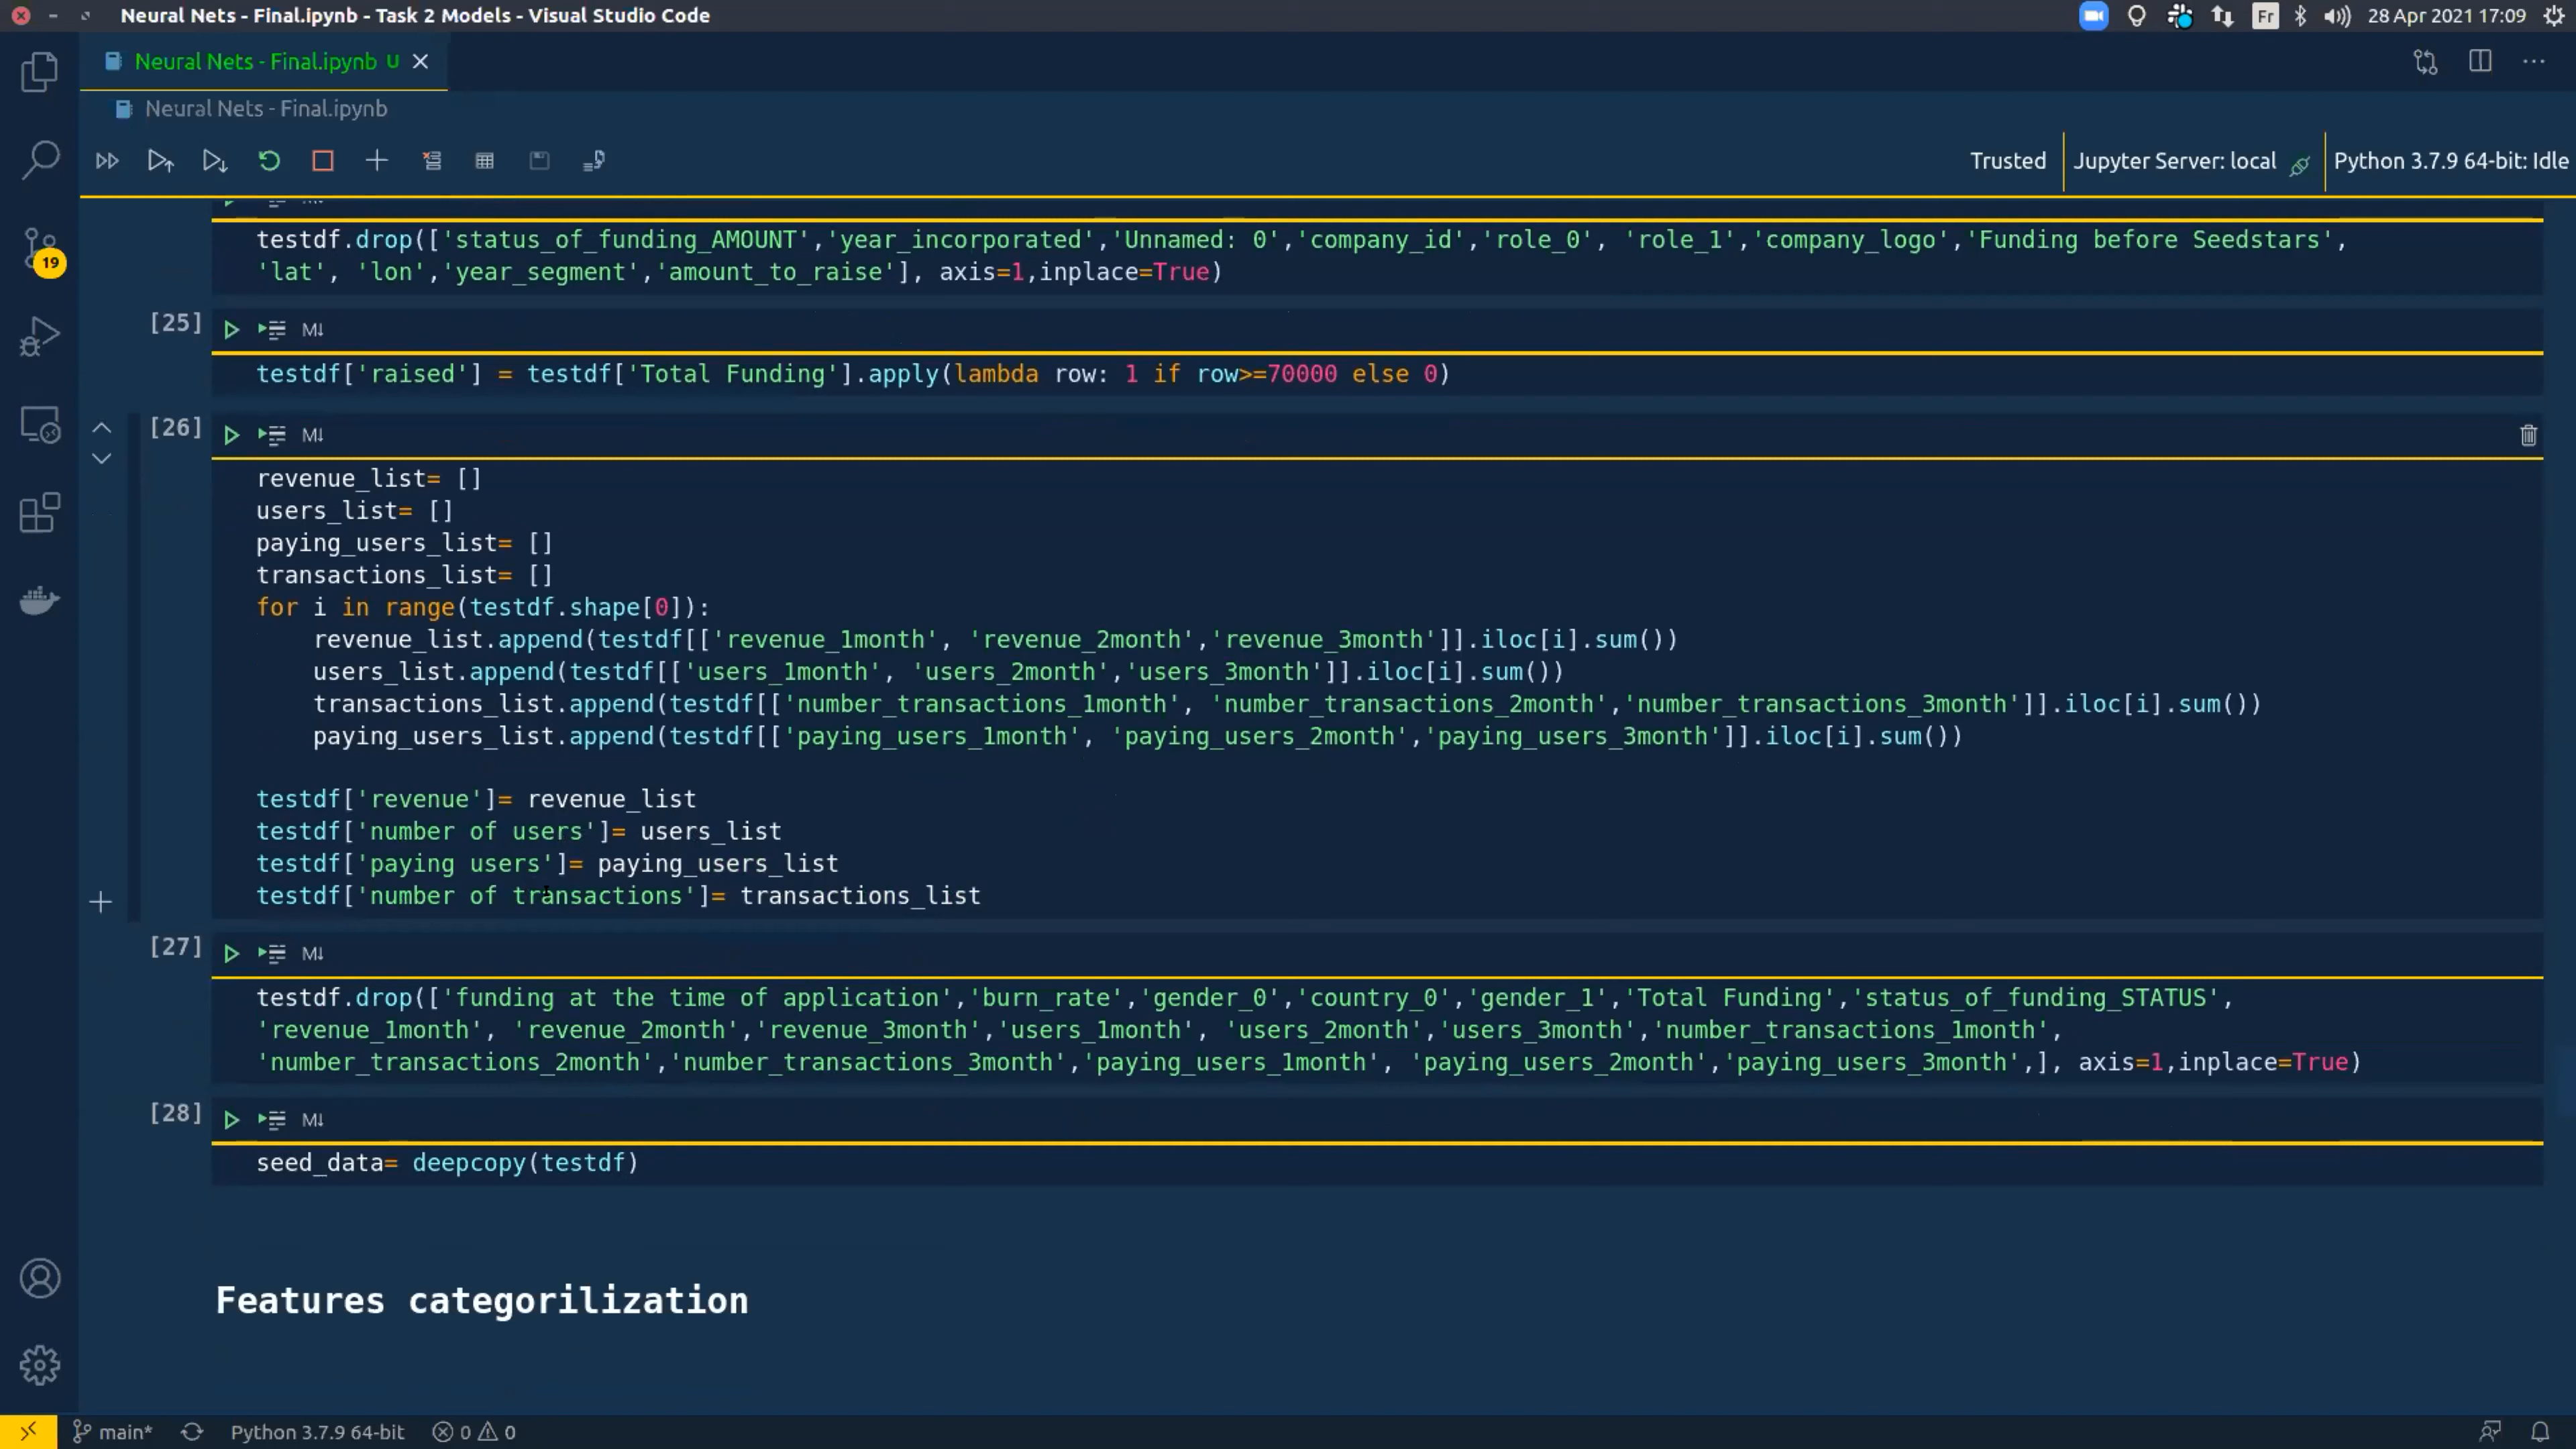 Neural Nets - Final.ipynb - Task 2 Models - Visual Studio Code
Fr
28 Apr 2021 17:09
Neural Nets - Final.ipynb U
Neural Nets - Final.ipynb
Trusted
Jupyter Server: local
Python 3.7.9 64-bit: Idle
19
testdf.drop(['status_of_funding_AMOUNT','year_incorporated','Unnamed: 0','company_id','role_0', 'role_1','company_logo','Funding before Seedstars',
'lat', 'lon','year_segment','amount_to_raise'], axis=1,inplace=True)
[25]
M↓
testdf['raised'] = testdf['Total Funding'].apply(lambda row: 1 if row>=70000 else 0)
[26]
M↓
revenue_list= []
users_list= []
paying_users_list= []
transactions_list= []
for i in range(testdf.shape[0]):
    revenue_list.append(testdf[['revenue_1month', 'revenue_2month','revenue_3month']].iloc[i].sum())
    users_list.append(testdf[['users_1month', 'users_2month','users_3month']].iloc[i].sum())
    transactions_list.append(testdf[['number_transactions_1month', 'number_transactions_2month','number_transactions_3month']].iloc[i].sum())
    paying_users_list.append(testdf[['paying_users_1month', 'paying_users_2month','paying_users_3month']].iloc[i].sum())
testdf['revenue']= revenue_list
testdf['number of users']= users_list
testdf['paying users']= paying_users_list
testdf['number of transactions']= transactions_list
[27]
M↓
testdf.drop(['funding at the time of application','burn_rate','gender_0','country_0','gender_1','Total Funding','status_of_funding_STATUS',
'revenue_1month', 'revenue_2month','revenue_3month','users_1month', 'users_2month','users_3month','number_transactions_1month',
'number_transactions_2month','number_transactions_3month','paying_users_1month', 'paying_users_2month','paying_users_3month',], axis=1,inplace=True)
[28]
M↓
seed_data= deepcopy(testdf)
Features categorilization
main*
Python 3.7.9 64-bit
0
0